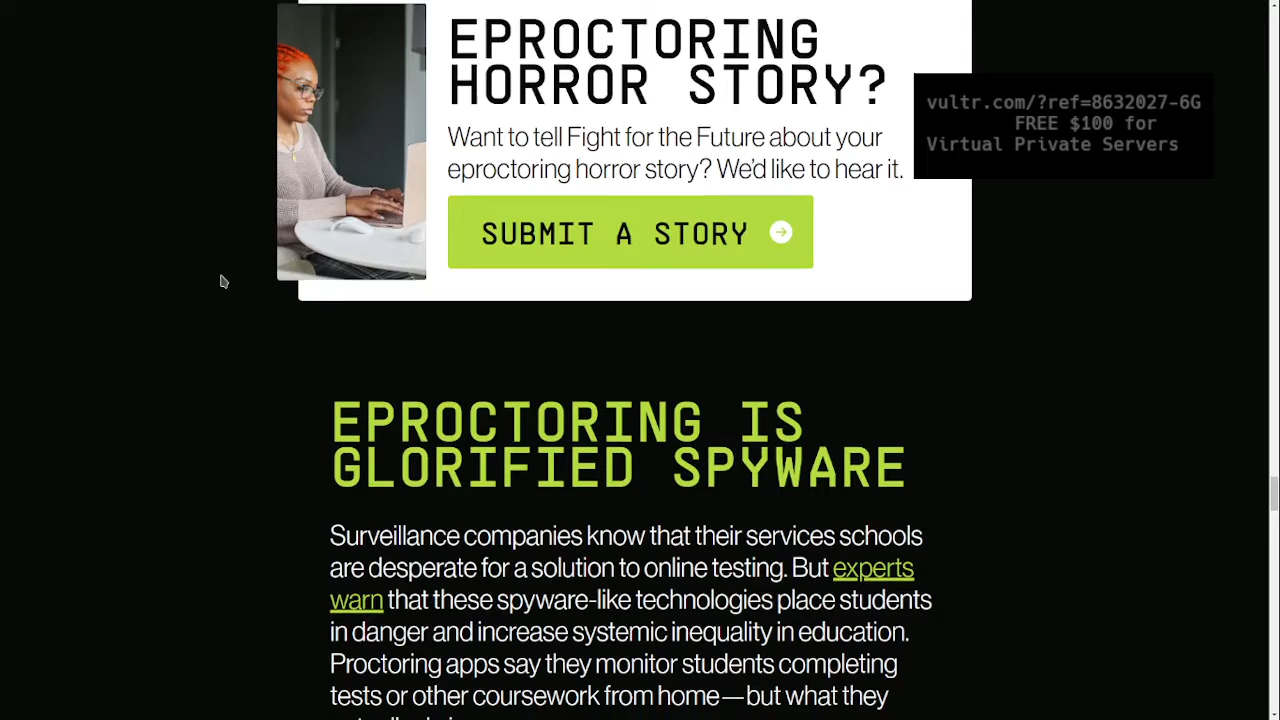 EPROCTORING
HORROR STORY?
Want to tell Fight for the Future about your
eproctoring horror story? We'd like to hear it.
SUBMIT A STORY
vultr.com/?ref=8632027-6G
FREE $100 for
Virtual Private Servers
EPROCTORING IS
GLORIFIED SPYWARE
Surveillance companies know that their services schools
are desperate for a solution to online testing. But experts
warn that these spyware-like technologies place students
in danger and increase systemic inequality in education.
Proctoring apps say they monitor students completing
tests or other coursework from home—but what they